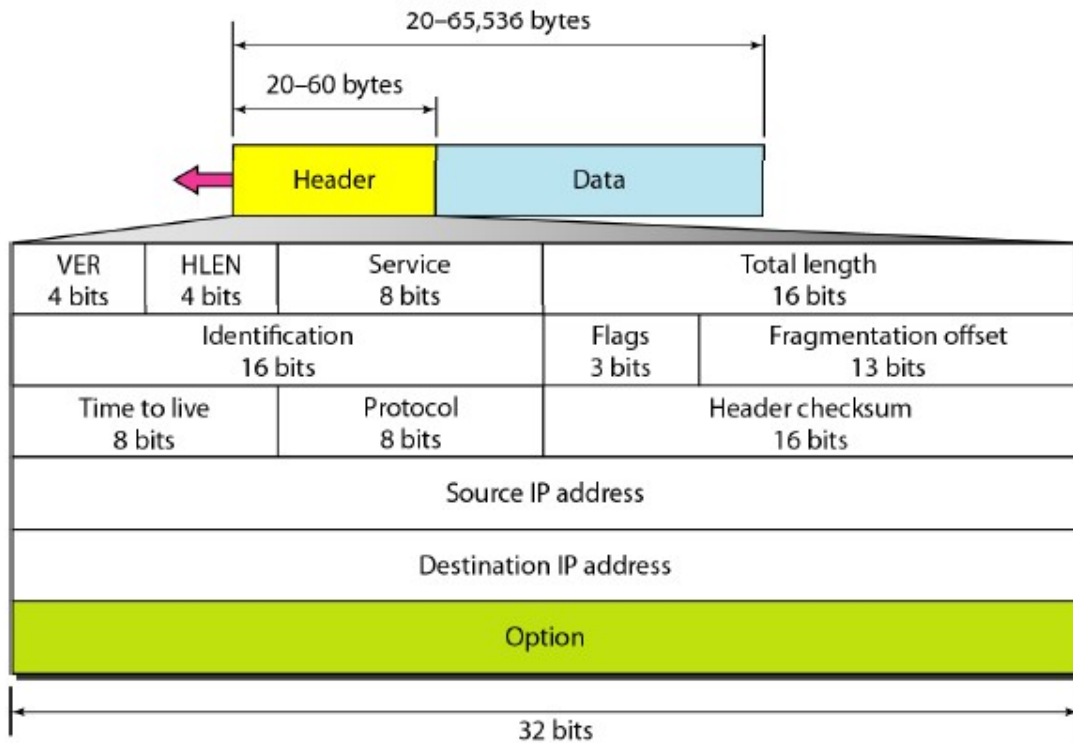 20–65,536 bytes
20–60 bytes
Header
Data
VER
4 bits
HLEN
4 bits
Service
8 bits
Total length
16 bits
Identification
16 bits
Flags
3 bits
Fragmentation offset
13 bits
Time to live
8 bits
Protocol
8 bits
Header checksum
16 bits
Source IP address
Destination IP address
Option
32 bits